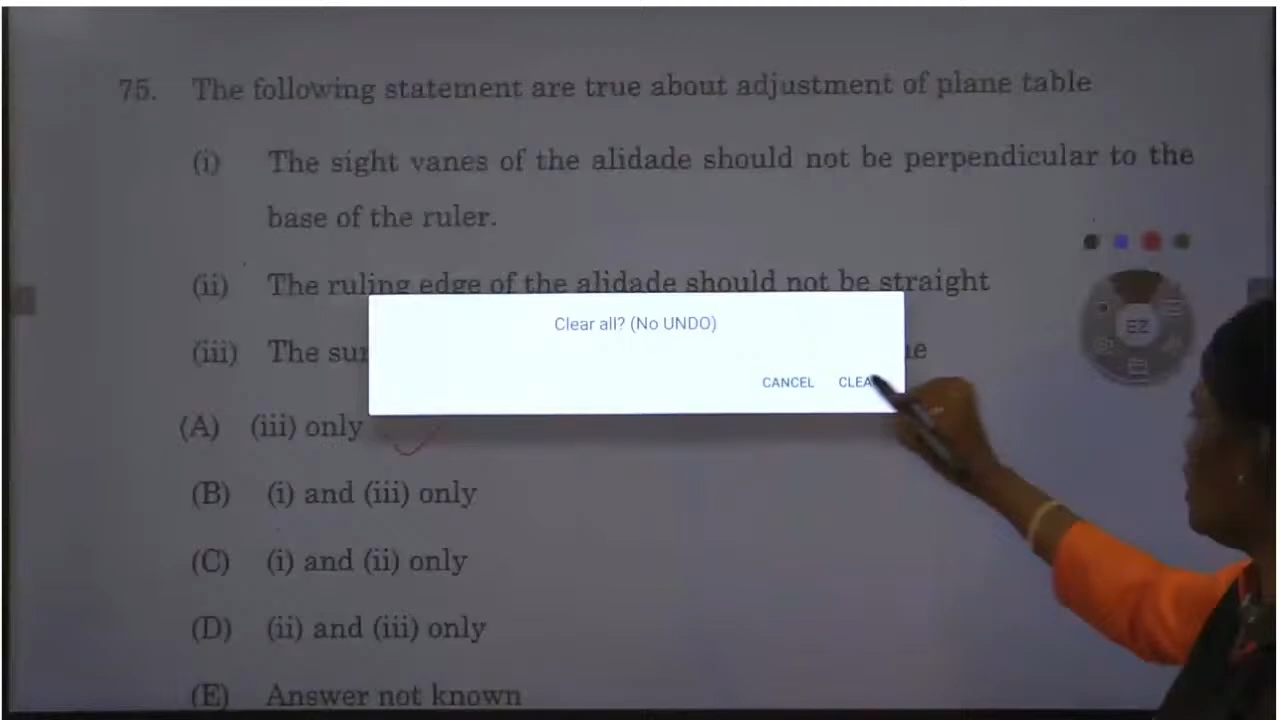 75. The following statement are true about adjustment of plane table
(i) The sight vanes of the alidade should not be perpendicular to the
base of the ruler.
(ii) The ruling edge of the alidade should not be straight
Clear all? (No UNDO)
(iii) The
CANCEL
EZ
(A) (iii) only
(B) (i) and (iii) only
(C) (i) and (ii) only
(D) (ii) and (iii) only
(E) Answer not known